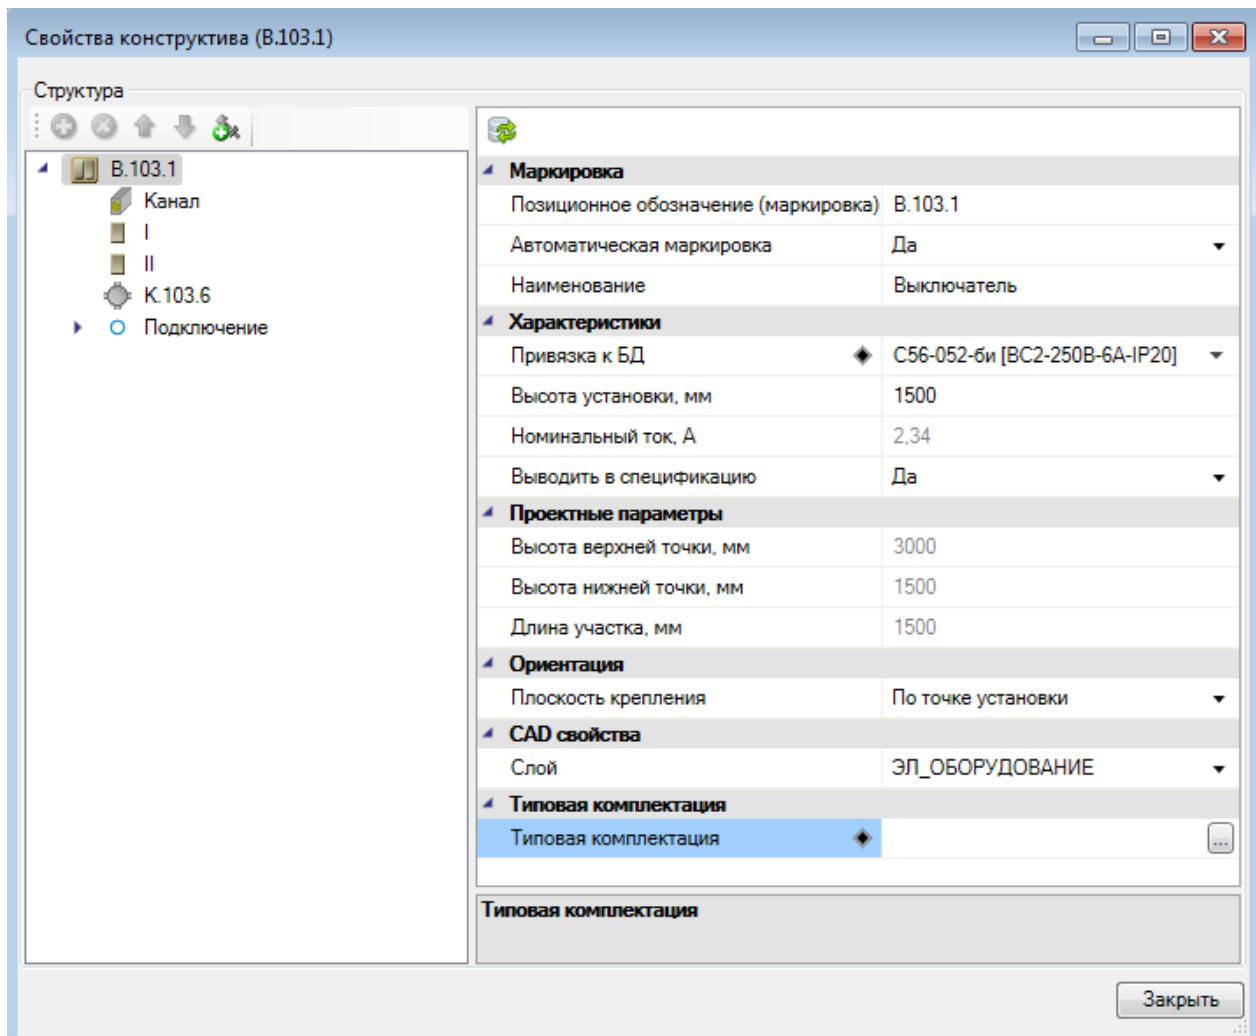 Свойства конструктива (В.103.1)
Структура
В.103.1
Канал
I
II
К.103.6
Подключение
Маркировка
Позиционное обозначение (маркировка) В.103.1
Автоматическая маркировка Да
Наименование Выключатель
Характеристики
Привязка к БД С56-052-би [ВС2-250В-6А-IP20]
Высота установки, мм 1500
Номинальный ток, А 2,34
Выводить в спецификацию Да
Проектные параметры
Высота верхней точки, мм 3000
Высота нижней точки, мм 1500
Длина участка, мм 1500
Ориентация
Плоскость крепления По точке установки
CAD свойства
Слой ЭЛ_ОБОРУДОВАНИЕ
Типовая комплектация
Типовая комплектация ...
Типовая комплектация
Закрыть